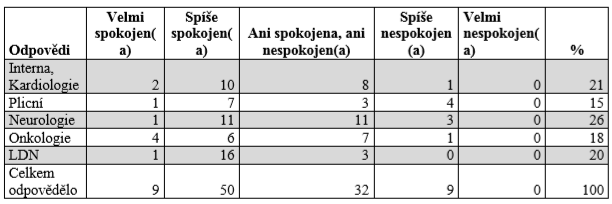 Odpovědi | Velmi spokojen(a) | Spíše spokojen(a) | Ani spokojena, ani nespokojen(a) | Spíše nespokojen(a) | Velmi nespokojen(a) | %
Interna, Kardiologie | 2 | 10 | 8 | 1 | 0 | 21
Plicní | 1 | 7 | 3 | 4 | 0 | 15
Neurologie | 1 | 11 | 11 | 3 | 0 | 26
Onkologie | 4 | 6 | 7 | 1 | 0 | 18
LDN | 1 | 16 | 3 | 0 | 0 | 20
Celkem odpovědělo | 9 | 50 | 32 | 9 | 0 | 100